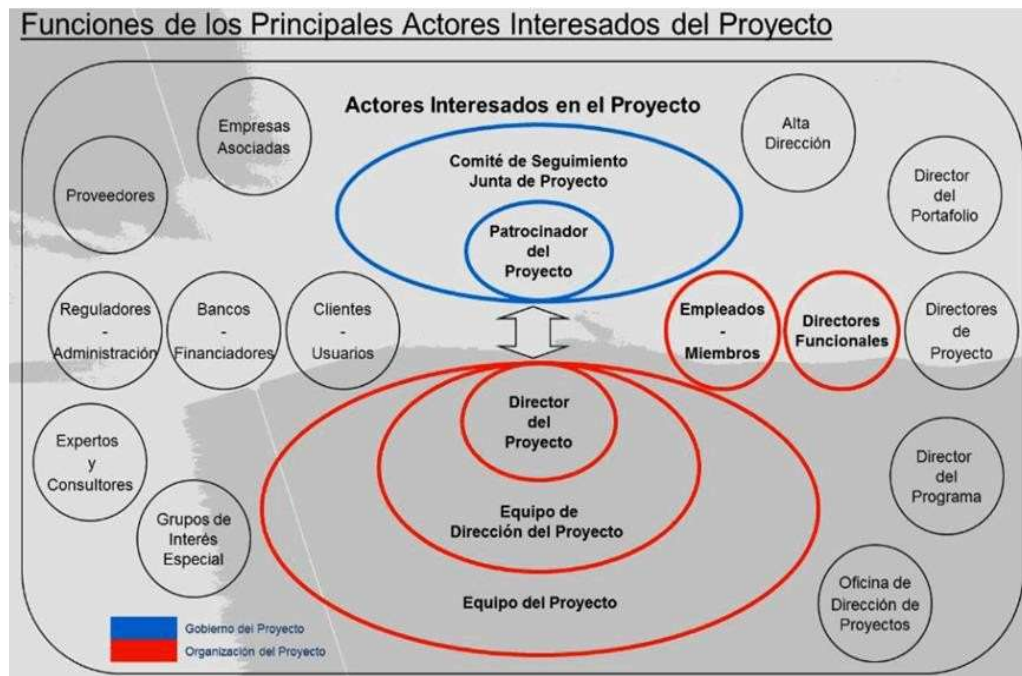 Funciones de los Principales Actores Interesados del Proyecto
Actores Interesados en el Proyecto
Empresas
Asociadas
Alta
Dirección
Comité de Seguimiento
Junta de Proyecto
Proveedores
Director
del
Portafolio
Patrocinador
del
Proyecto
Reguladores
-
Administración
Bancos
-
Financiadores
Clientes
-
Usuarios
Empleados
-
Miembros
Directores
Funcionales
Directores
de
Proyecto
Director
del
Proyecto
Expertos
y
Consultores
Director
del
Programa
Equipo de
Dirección del Proyecto
Grupos de
Interés
Especial
Equipo del Proyecto
Oficina de
Dirección de
Proyectos
Gobierno del Proyecto
Organización del Proyecto